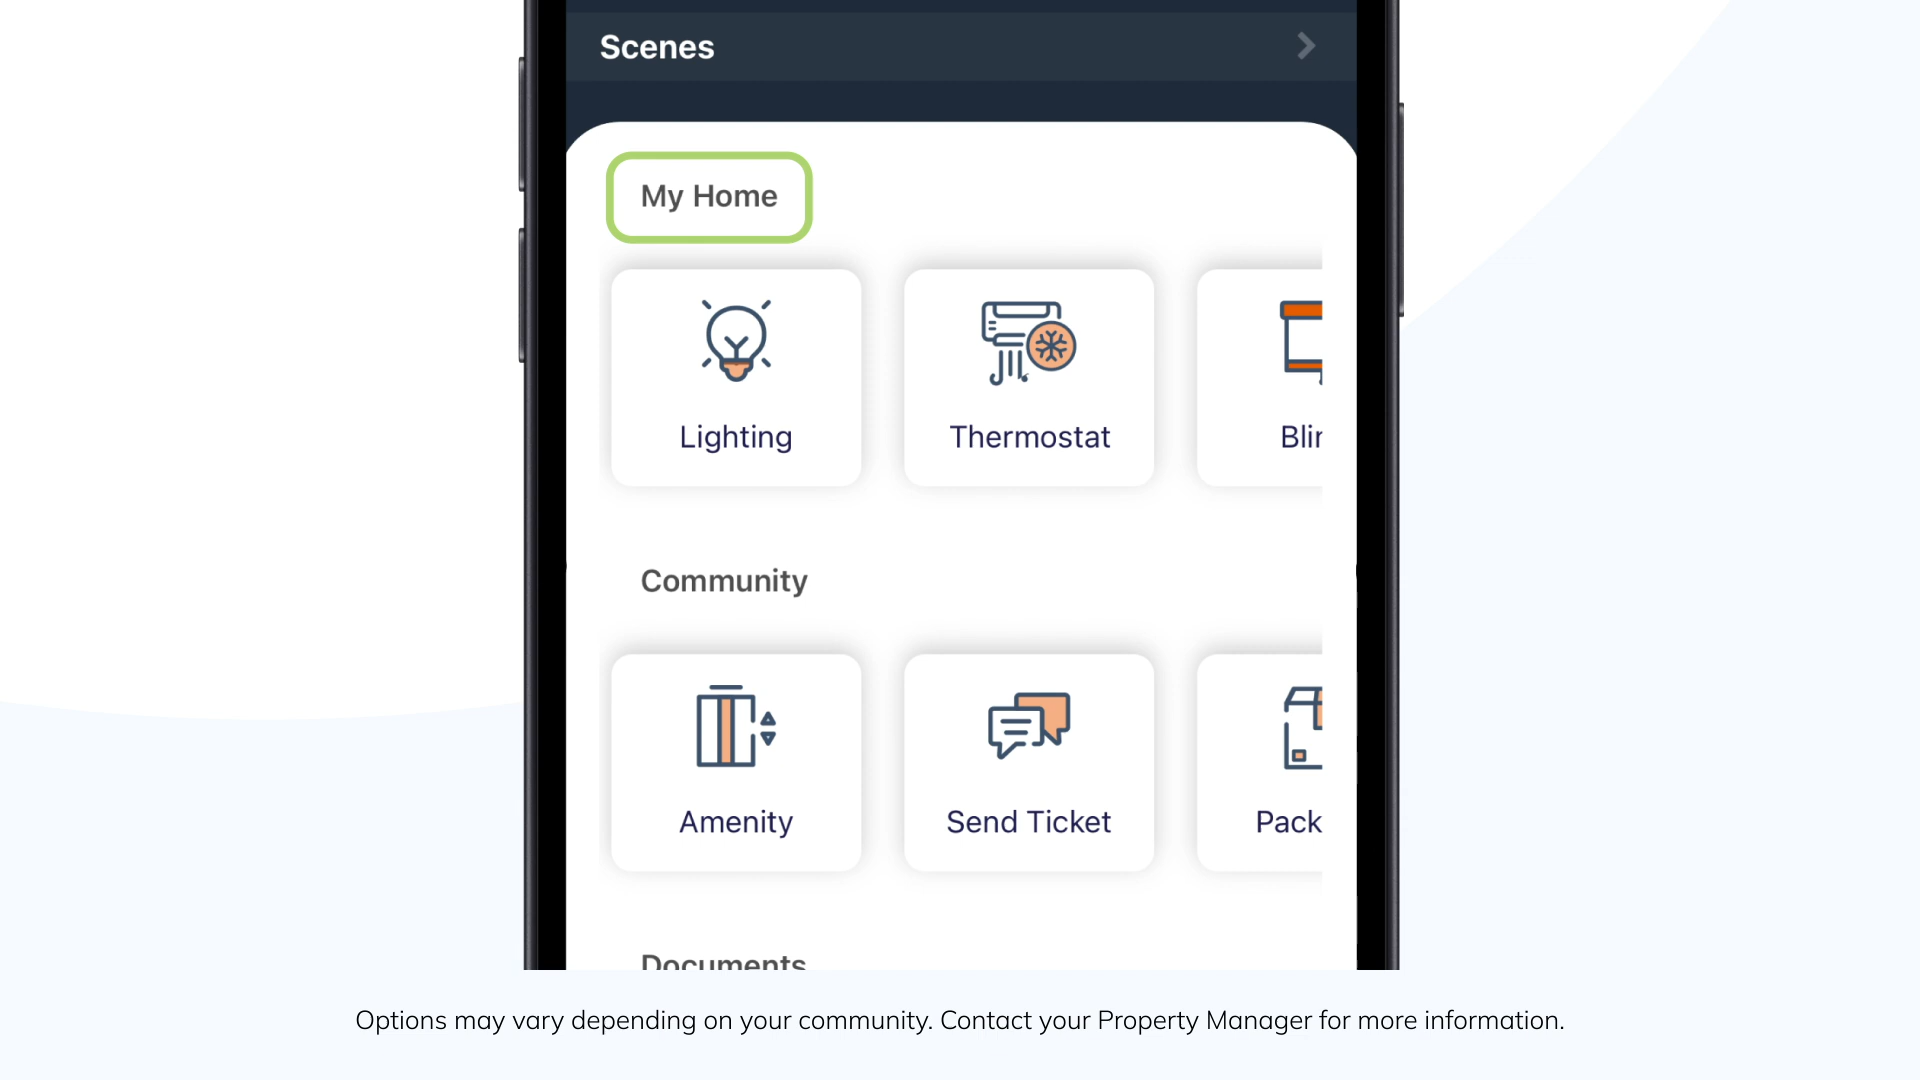 Scenes
My Home
Lighting
Thermostat
Blin
Community
Amenity
Send Ticket
Pack
Documents
Options may vary depending on your community. Contact your Property Manager for more information.